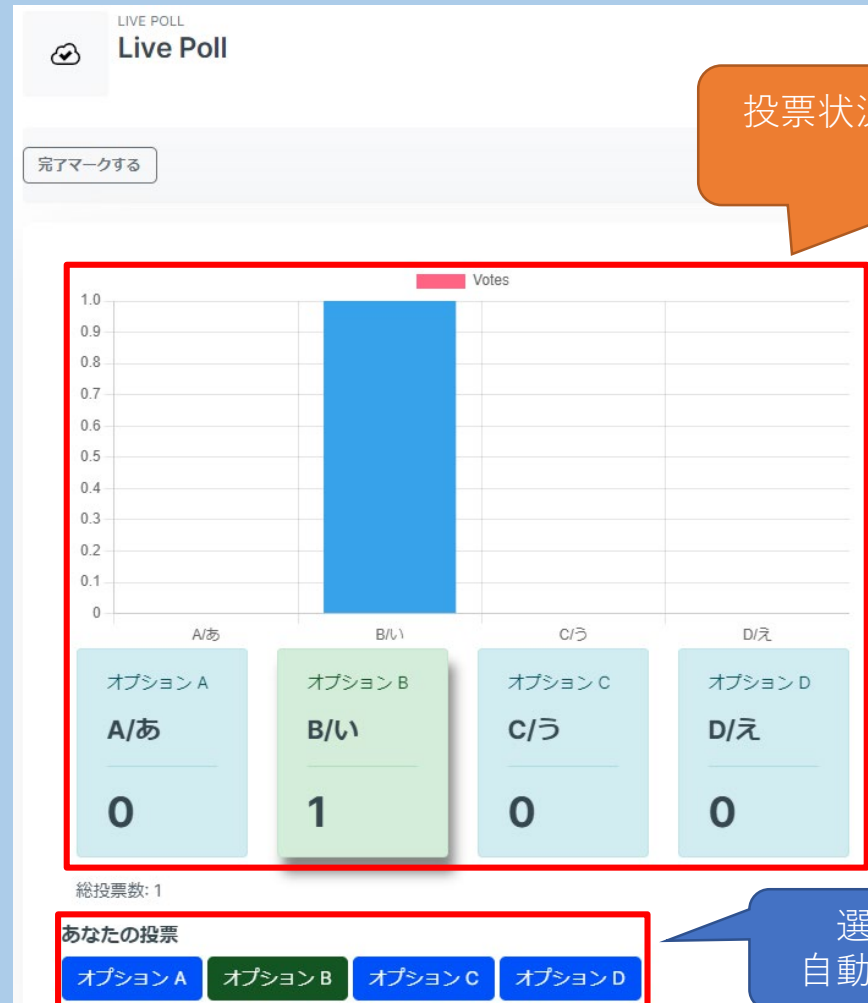 LIVE POLL
Live Poll
投票状況
完了マークする
Votes
1.0
0.9
0.8
0.7
0.6
0.5
0.4
0.3
0.2
0.1
0
A/あ B/い C/う D/え
オプション A オプション B オプション C オプション D
A/あ B/い C/う D/え
0 1 0 0
総投票数: 1
あなたの投票
選
自動
オプション A オプション B オプション C オプション D